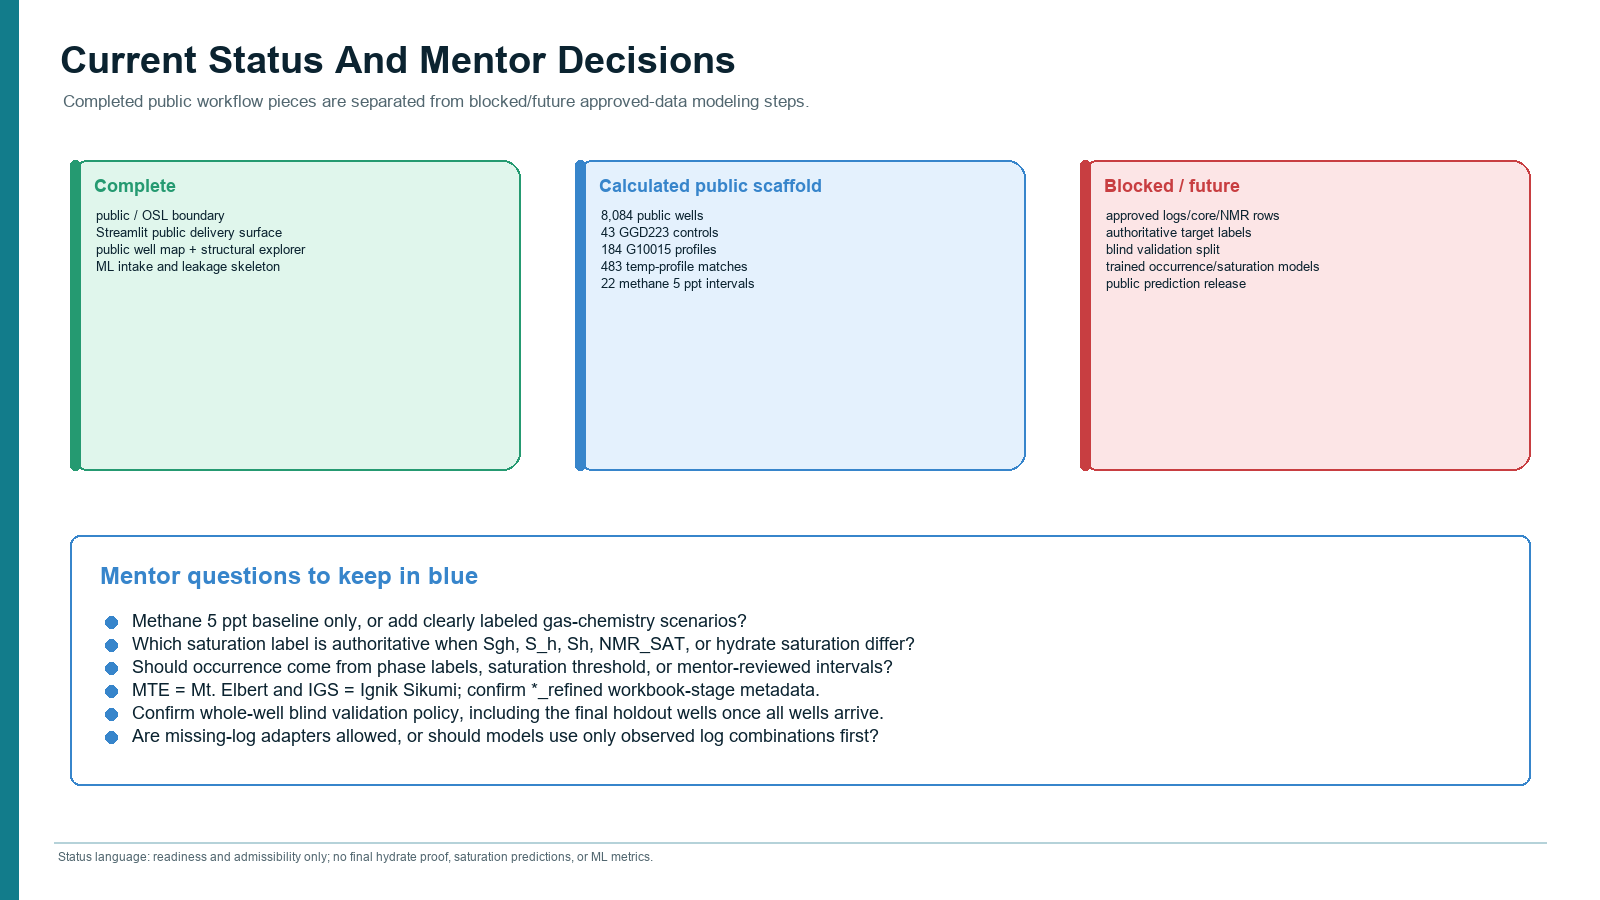 Current Status And Mentor Decisions
Completed public workflow pieces are separated from blocked/future approved-data modeling steps.
Complete
public / OSL boundary
Streamlit public delivery surface
public well map + structural explorer
ML intake and leakage skeleton
Calculated public scaffold
8,084 public wells
43 GGD223 controls
184 G10015 profiles
483 temp-profile matches
22 methane 5 ppt intervals
Blocked / future
approved logs/core/NMR rows
authoritative target labels
blind validation split
trained occurrence/saturation models
public prediction release
Mentor questions to keep in blue
Methane 5 ppt baseline only, or add clearly labeled gas-chemistry scenarios?
Which saturation label is authoritative when Sgh, S_h, Sh, NMR_SAT, or hydrate saturation differ?
Should occurrence come from phase labels, saturation threshold, or mentor-reviewed intervals?
MTE = Mt. Elbert and IGS = Ignik Sikumi; confirm *_refined workbook-stage metadata.
Confirm whole-well blind validation policy, including the final holdout wells once all wells arrive.
Are missing-log adapters allowed, or should models use only observed log combinations first?
Status language: readiness and admissibility only; no final hydrate proof, saturation predictions, or ML metrics.